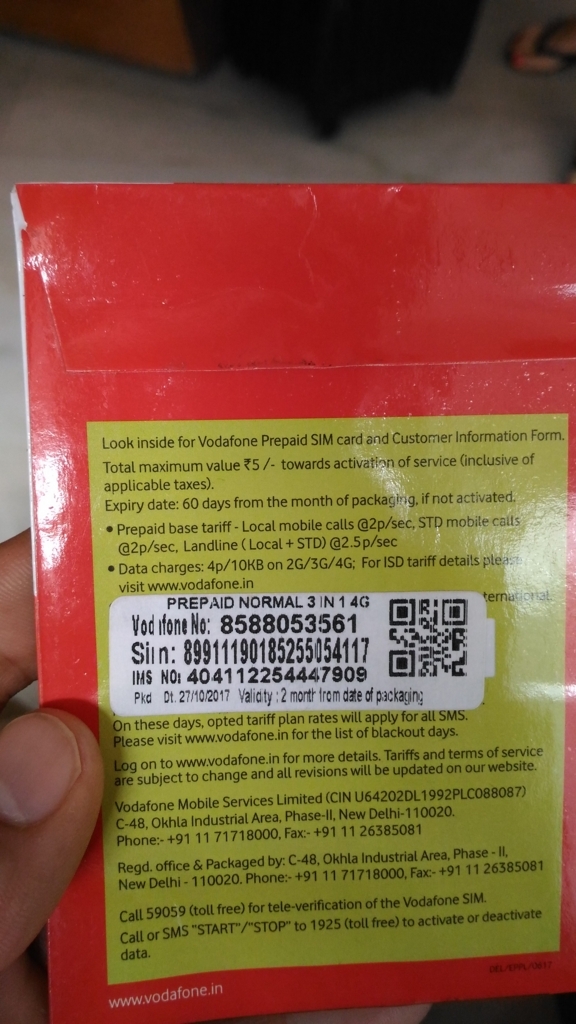 Look inside for Vodafone Prepaid SIM card and Customer Information Form.
Total maximum value ₹5 /- towards activation of service (inclusive of
applicable taxes).
Expiry date: 60 days from the month of packaging, if not activated.
• Prepaid base tariff - Local mobile calls @2p/sec, STD mobile calls
@2p/sec, Landline ( Local + STD) @2.5p/sec
• Data charges: 4p/10KB on 2G/3G/4G; For ISD tariff details please
visit www.vodafone.in
PREPAID NORMAL 3 IN 1 4G
Vodafone No: 8588053561
Sim: 89911190185255054117
IMS NO: 404112254447909
Pkd Dt. 27/10/2017 Validity : 2 month from date of packaging
On these days, opted tariff plan rates will apply for all SMS.
Please visit www.vodafone.in for the list of blackout days.
Log on to www.vodafone.in for more details. Tariffs and terms of service
are subject to change and all revisions will be updated on our website.
Vodafone Mobile Services Limited (CIN U64202DL1992PLC088087)
C-48, Okhla Industrial Area, Phase-II, New Delhi-110020.
Phone:- +91 11 71718000, Fax:- +91 11 26385081
Regd. office & Packaged by: C-48, Okhla Industrial Area, Phase - II,
New Delhi - 110020. Phone:- +91 11 71718000, Fax:- +91 11 26385081
Call 59059 (toll free) for tele-verification of the Vodafone SIM.
Call or SMS "START"/"STOP" to 1925 (toll free) to activate or deactivate
data.
DEL/EPPL/0617
www.vodafone.in